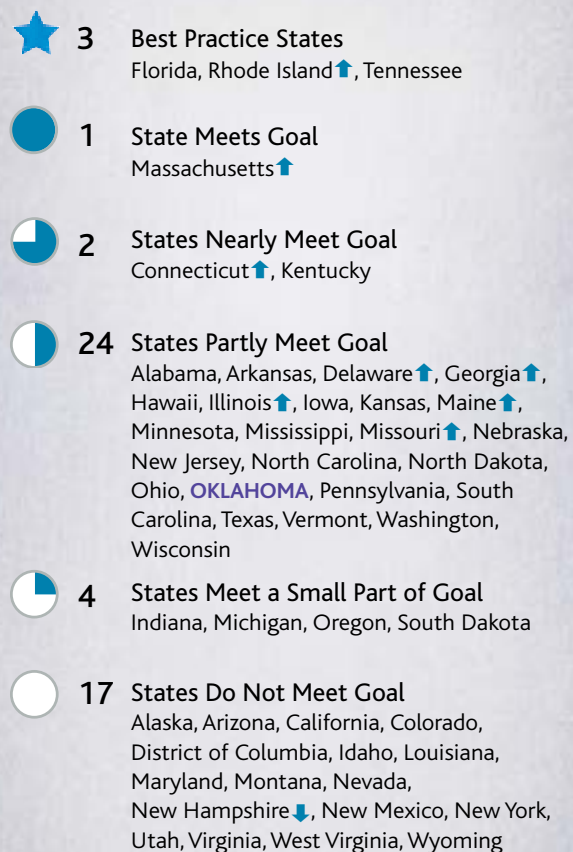 3 Best Practice States
Florida, Rhode Island⬆, Tennessee
1 State Meets Goal
Massachusetts⬆
2 States Nearly Meet Goal
Connecticut⬆, Kentucky
24 States Partly Meet Goal
Alabama, Arkansas, Delaware⬆, Georgia⬆,
Hawaii, Illinois⬆, Iowa, Kansas, Maine⬆,
Minnesota, Mississippi, Missouri⬆, Nebraska,
New Jersey, North Carolina, North Dakota,
Ohio, OKLAHOMA, Pennsylvania, South
Carolina, Texas, Vermont, Washington,
Wisconsin
4 States Meet a Small Part of Goal
Indiana, Michigan, Oregon, South Dakota
17 States Do Not Meet Goal
Alaska, Arizona, California, Colorado,
District of Columbia, Idaho, Louisiana,
Maryland, Montana, Nevada,
New Hampshire⬇, New Mexico, New York,
Utah, Virginia, West Virginia, Wyoming